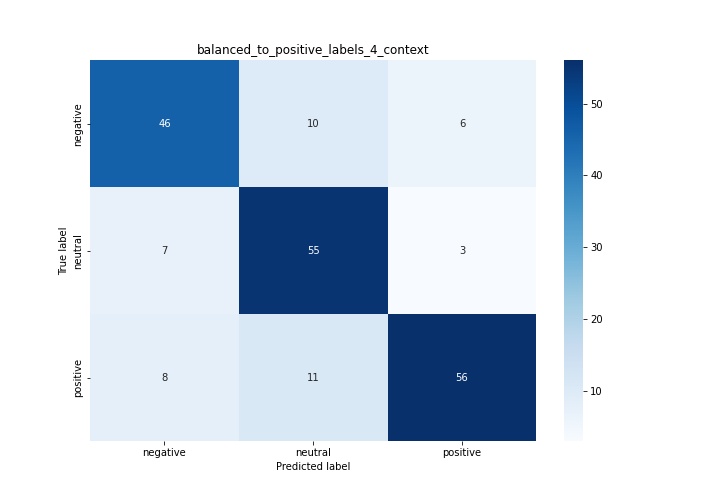 balanced_to_positive_labels_4_context
True label
negative
46
10
6
neutral
7
55
3
positive
8
11
56
negative
neutral
positive
Predicted label
50
40
30
20
10